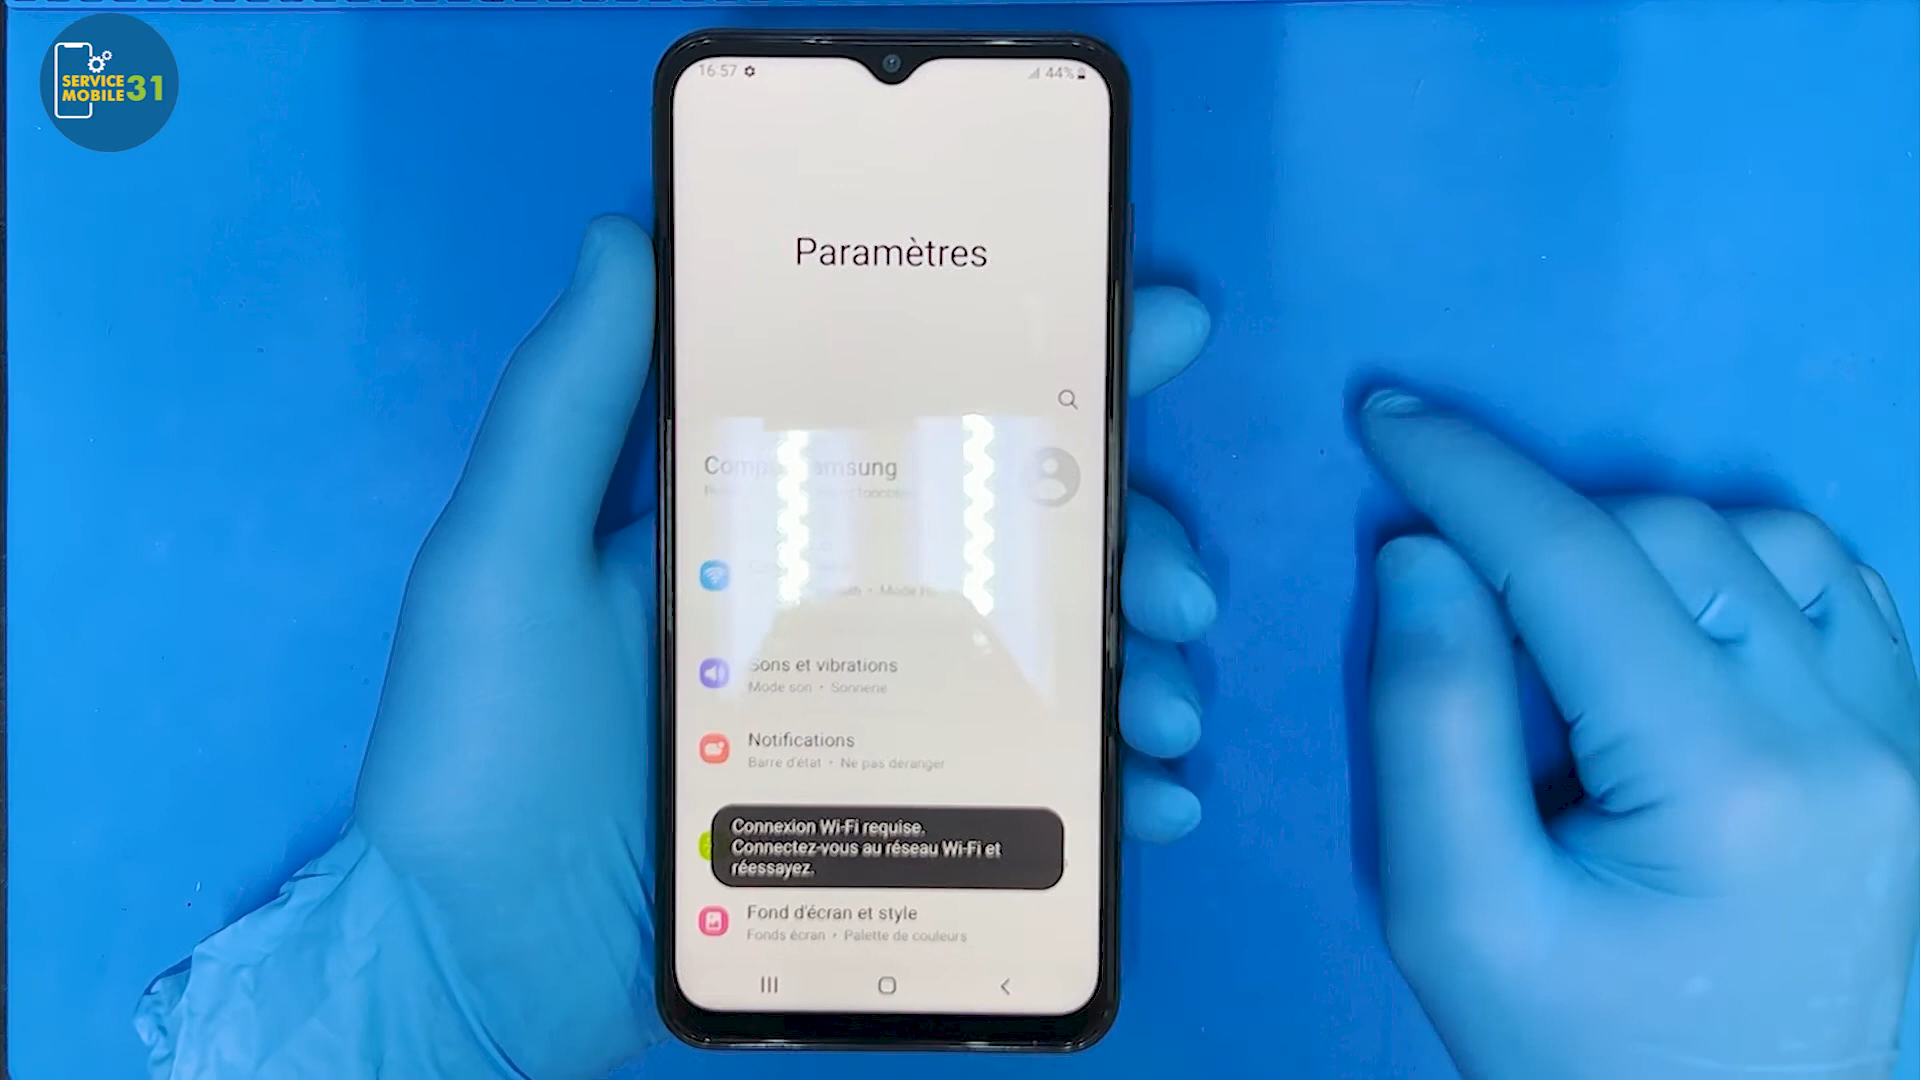 SERVICE
MOBILE 31
16:57
44%
Paramètres
Mode
Sons et vibrations
Mode son • Sonnerie
Notifications
Barre d'état • Ne pas déranger
Connexion Wi-Fi requise.
Connectez-vous au réseau Wi-Fi et
réessayez.
Fond d'écran et style
Fonds écran • Palette de couleurs